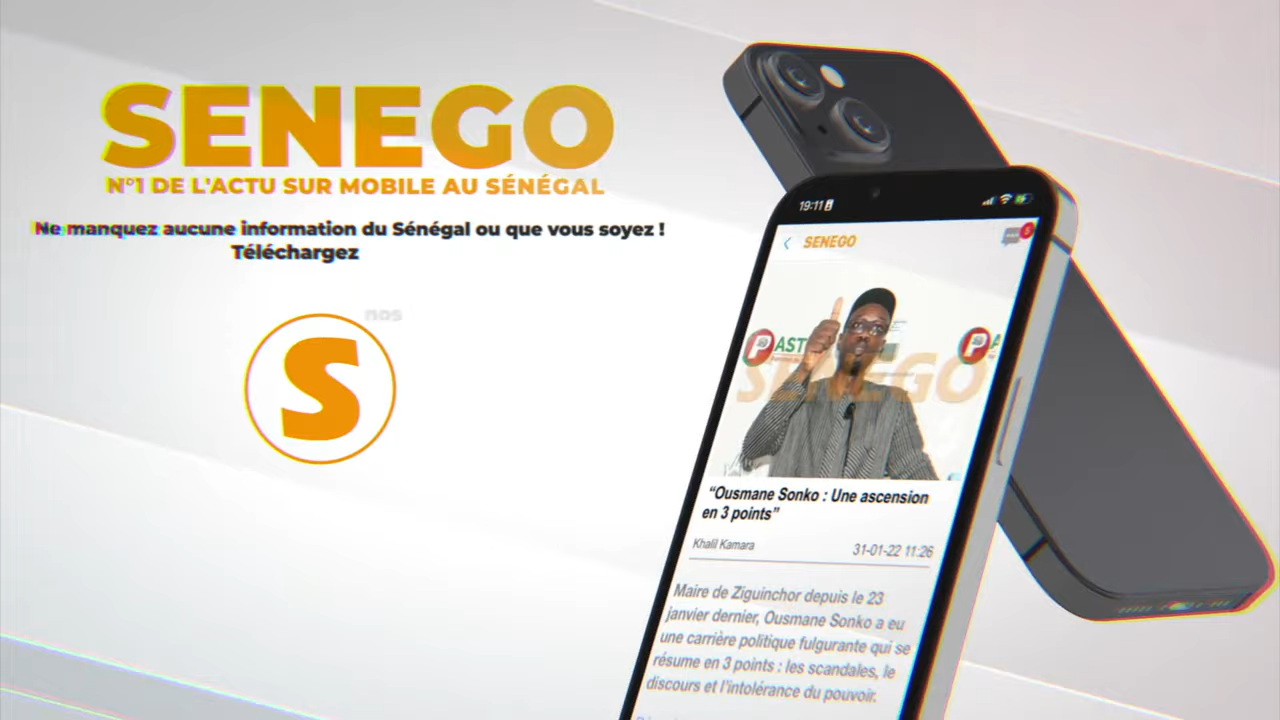 SENEGO
N°1 DE L'ACTU SUR MOBILE AU SÉNÉGAL
Ne manquez aucune information du Sénégal ou que vous soyez !
Téléchargez
nos
S
19:11
SENEGO
PAST
SENEGO
"Ousmane Sonko : Une ascension
en 3 points"
Khalil Kamara
31-01-22 11:26
Maire de Ziguinchor depuis le 23
janvier dernier, Ousmane Sonko a eu
une carrière politique fulgurante qui se
résume en 3 points : les scandales, le
discours et l'intolérance du pouvoir.